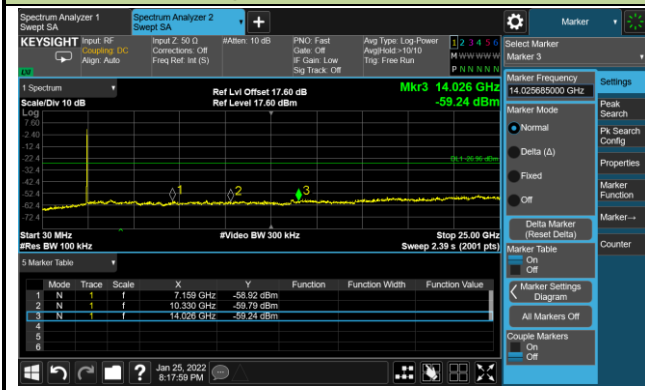 Spectrum Analyzer 1
Swept SA
Spectrum Analyzer 2
Swept SA
+
Marker
KEYSIGHT
Input: RF
Coupling: DC
Align: Auto
Input Z: 50 Ω
Corrections: Off
Freq Ref: Int (S)
#Atten: 10 dB
PNO: Fast
Gate: Off
IF Gain: Low
Sig Track: Off
Avg Type: Log-Power
Avg|Hold:>10/10
Trig: Free Run
1 2 3 4 5 6
M W W W W W
P N N N N N
LU
Select Marker
Marker 3
Marker Frequency
14.025685000 GHz
Settings
1 Spectrum
Ref Lvl Offset 17.60 dB
Mkr3 14.026 GHz
Scale/Div 10 dB
Ref Level 17.60 dBm
-59.24 dBm
Log
7.60
-2.40
-12.4
-22.4
-32.4
-42.4
-52.4
-62.4
-72.4
DL1 -26.96 dBm
1
2
3
Start 30 MHz
#Video BW 300 kHz
Stop 25.00 GHz
#Res BW 100 kHz
Sweep 2.39 s (2001 pts)
Marker Mode
Normal
Delta (Δ)
Fixed
Off
Delta Marker
(Reset Delta)
Marker Table
On
Off
Marker Settings
Diagram
All Markers Off
Couple Markers
On
Off
Peak
Search
Pk Search
Config
Properties
Marker
Function
Marker→
Counter
5 Marker Table
Mode Trace Scale X Y Function Function Width Function Value
1 N 1 f 7.159 GHz -58.92 dBm
2 N 1 f 10.330 GHz -59.79 dBm
3 N 1 f 14.026 GHz -59.24 dBm
4
5
6
?
Jan 25, 2022
8:17:59 PM